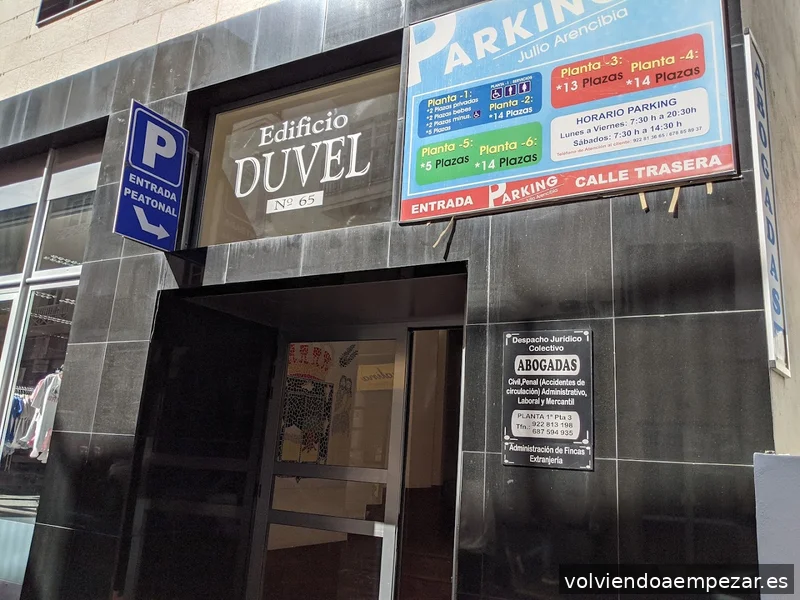 PARKING
Julio Arencibia
Planta -1:
*2 Plazas privadas
*2 Plazas bebes
*2 Plazas minus.
*5 Plazas
Planta -2:
*14 Plazas
Planta -3:
*13 Plazas
Planta -4:
*14 Plazas
Planta -5:
*5 Plazas
Planta -6:
*14 Plazas
HORARIO PARKING
Lunes a Viernes: 7:30 h a 20:30h
Sábados: 7:30 h a 14:30 h
ENTRADA PARKING CALLE TRASERA
P
ENTRADA
PEATONAL
Edificio
DUVEL
Nº 65
ABOGADAS
Despacho Jurídico
Colectivo
ABOGADAS
Civil,Penal (Accidentes de
circulación) Administrativo,
Laboral y Mercantil
PLANTA 1ª Pta 3
Tfn.: 922 813 198
687 594 935
Administración de Fincas
Extranjería
volviendoaempezar.es